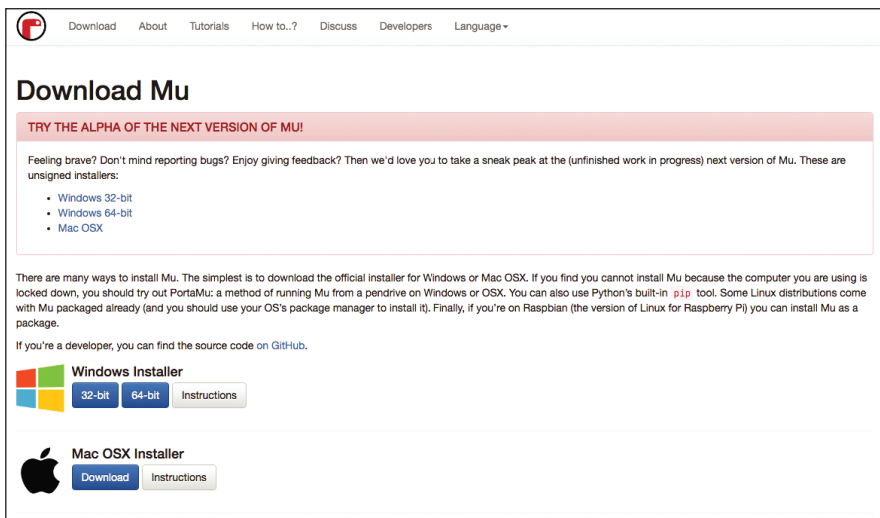 Download About Tutorials How to..? Discuss Developers Language
Download Mu
TRY THE ALPHA OF THE NEXT VERSION OF MU!
Feeling brave? Don't mind reporting bugs? Enjoy giving feedback? Then we'd love you to take a sneak peak at the (unfinished work in progress) next version of Mu. These are
unsigned installers:
• Windows 32-bit
• Windows 64-bit
• Mac OSX
There are many ways to install Mu. The simplest is to download the official installer for Windows or Mac OSX. If you find you cannot install Mu because the computer you are using is
locked down, you should try out PortaMu: a method of running Mu from a pendrive on Windows or OSX. You can also use Python's built-in pip tool. Some Linux distributions come
with Mu packaged already (and you should use your OS's package manager to install it). Finally, if you're on Raspbian (the version of Linux for Raspberry Pi) you can install Mu as a
package.
If you're a developer, you can find the source code on GitHub.
Windows Installer
32-bit 64-bit Instructions
Mac OSX Installer
Download Instructions